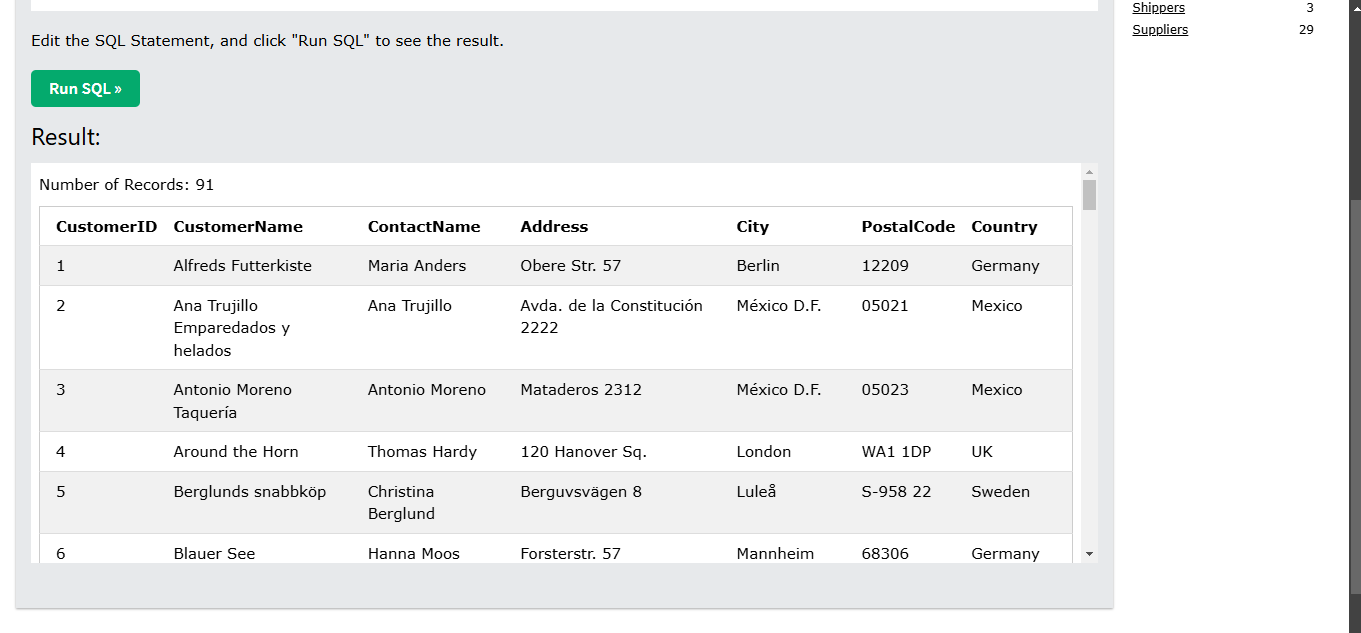 Shippers 3
Suppliers 29
Edit the SQL Statement, and click "Run SQL" to see the result.
Run SQL »
Result:
Number of Records: 91
CustomerID CustomerName ContactName Address City PostalCode Country
1 Alfreds Futterkiste Maria Anders Obere Str. 57 Berlin 12209 Germany
2 Ana Trujillo Ana Trujillo Avda. de la Constitución México D.F. 05021 Mexico
Emparedados y 2222
helados
3 Antonio Moreno Antonio Moreno Mataderos 2312 México D.F. 05023 Mexico
Taquería
4 Around the Horn Thomas Hardy 120 Hanover Sq. London WA1 1DP UK
5 Berglunds snabbköp Christina Berguvsvägen 8 Luleå S-958 22 Sweden
Berglund
6 Blauer See Hanna Moos Forsterstr. 57 Mannheim 68306 Germany